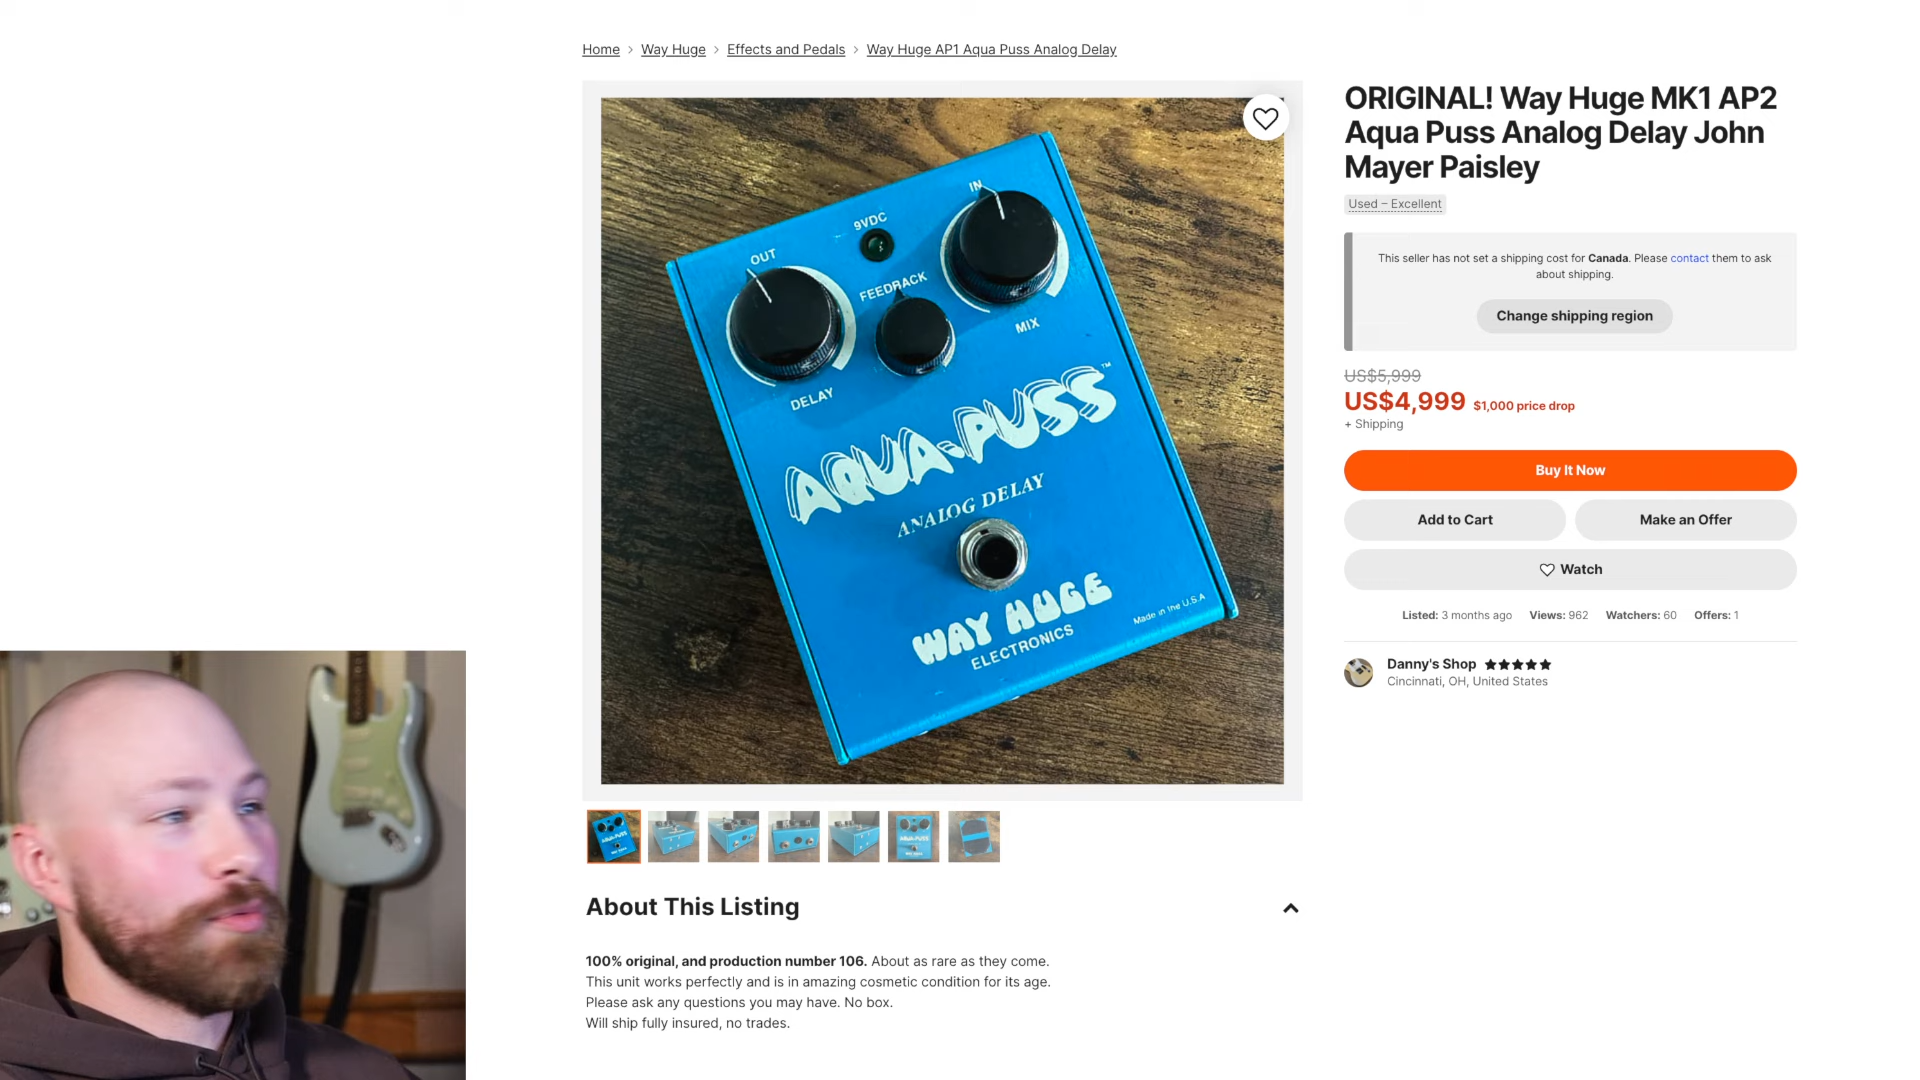 Home > Way Huge > Effects and Pedals > Way Huge AP1 Aqua Puss Analog Delay
ORIGINAL! Way Huge MK1 AP2
Aqua Puss Analog Delay John
Mayer Paisley
Used – Excellent
This seller has not set a shipping cost for Canada. Please contact them to ask
about shipping.
Change shipping region
US$5,999
US$4,999 $1,000 price drop
+ Shipping
Buy It Now
Add to Cart
Make an Offer
Watch
Listed: 3 months ago Views: 962 Watchers: 60 Offers: 1
Danny's Shop ★★★★★
Cincinnati, OH, United States
IN
9VDC
OUT
FEEDBACK
MIX
DELAY
AQUA-PUSS™
ANALOG DELAY
WAY HUGE
ELECTRONICS
Made in the U.S.A
About This Listing
100% original, and production number 106. About as rare as they come.
This unit works perfectly and is in amazing cosmetic condition for its age.
Please ask any questions you may have. No box.
Will ship fully insured, no trades.